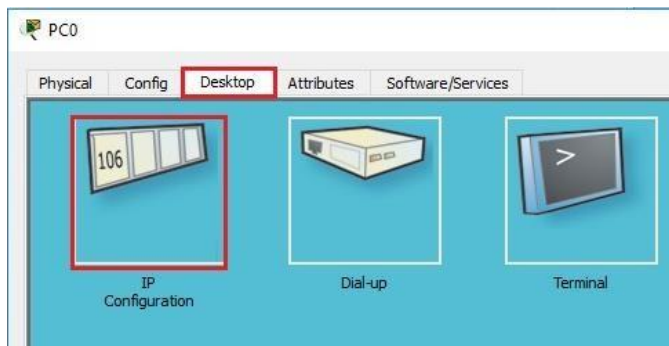 PC0
Physical Config Desktop Attributes Software/Services
106
>
IP
Configuration
Dial-up
Terminal